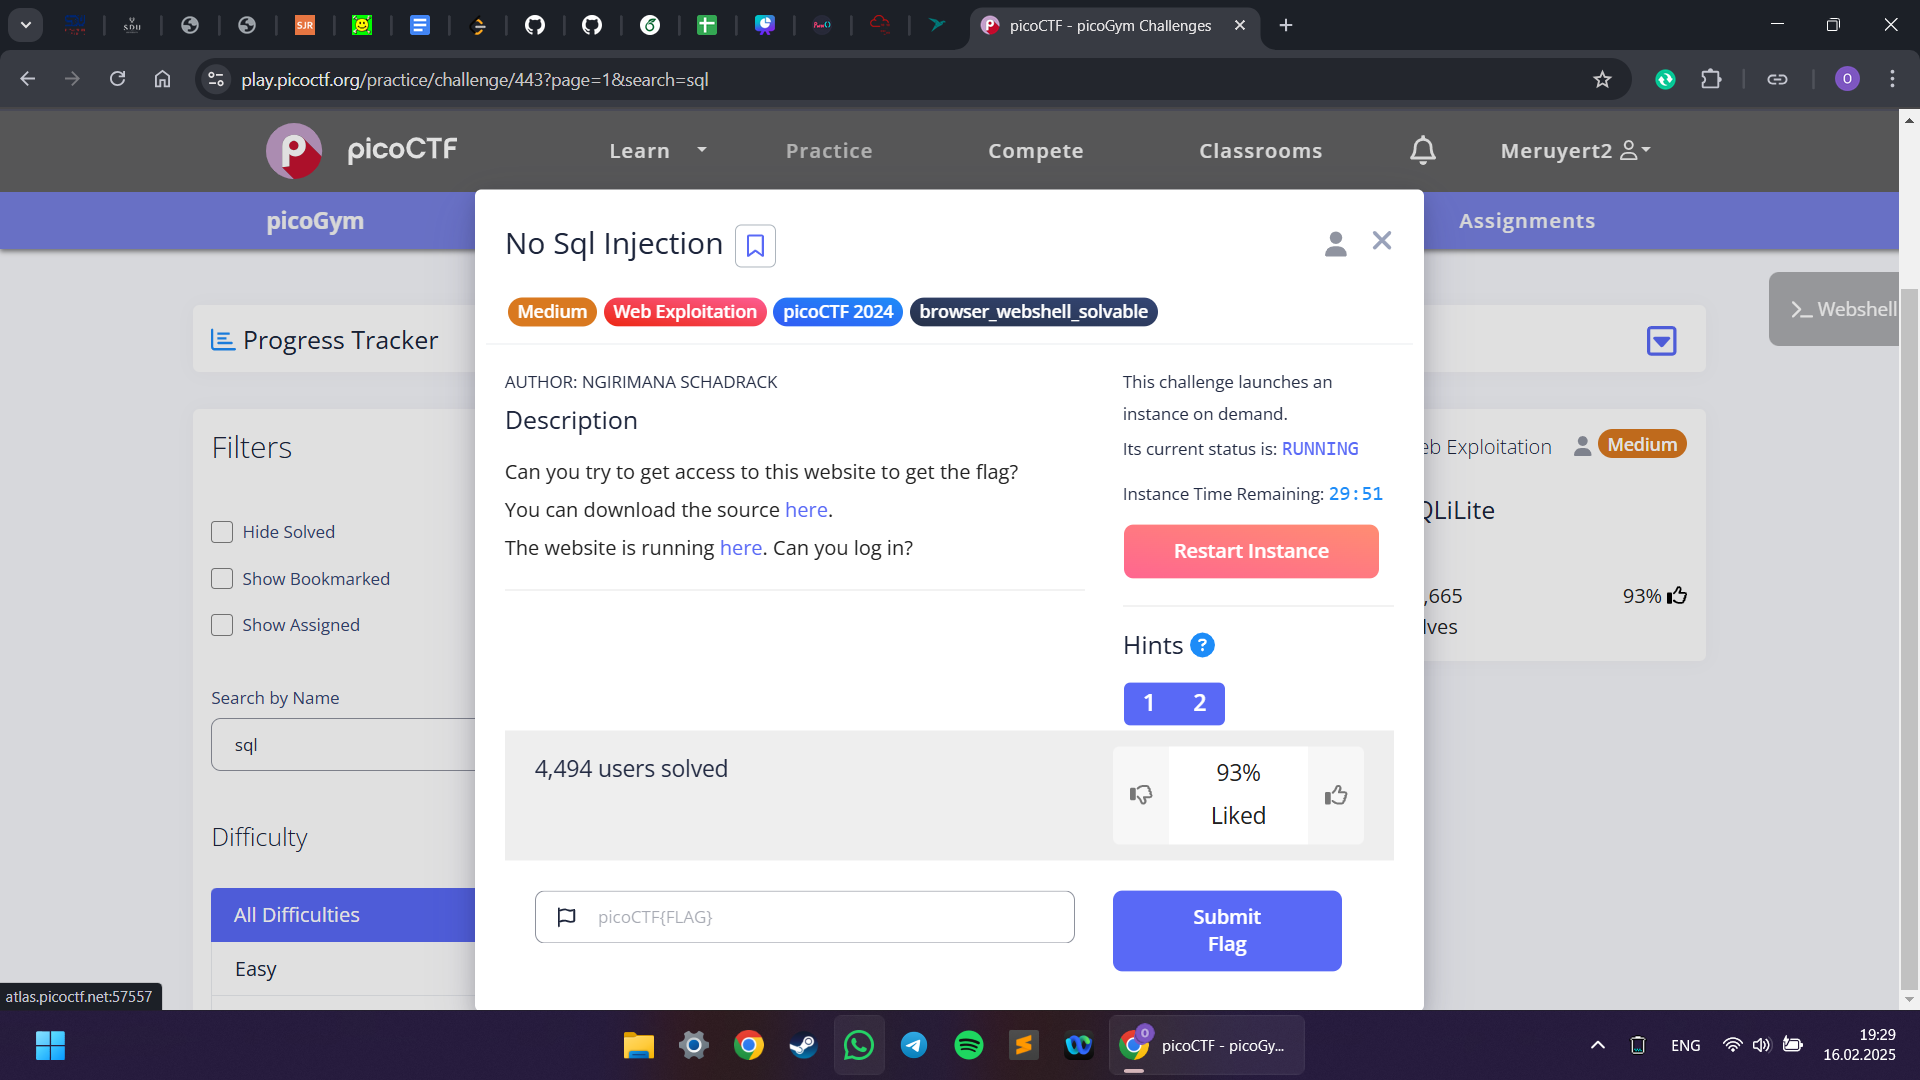 picoCTF - picoGym Challenges
play.picoctf.org/practice/challenge/443?page=1&search=sql
O
SJR
picoCTF
Learn
Practice
Compete
Classrooms
Meruyert2
picoGym
Assignments
No Sql Injection
Medium
Web Exploitation
picoCTF 2024
browser_webshell_solvable
>_ Webshell
Progress Tracker
AUTHOR: NGIRIMANA SCHADRACK
Description
Can you try to get access to this website to get the flag?
You can download the source here.
The website is running here. Can you log in?
This challenge launches an
instance on demand.
Its current status is: RUNNING
Instance Time Remaining: 29:51
Restart Instance
Hints ?
1 2
eb Exploitation
Medium
QLiLite
,665
lves
93%
Filters
Hide Solved
Show Bookmarked
Show Assigned
Search by Name
sql
Difficulty
All Difficulties
Easy
4,494 users solved
93%
Liked
picoCTF{FLAG}
Submit
Flag
atlas.picoctf.net:57557
picoCTF - picoGy...
ENG
19:29
16.02.2025